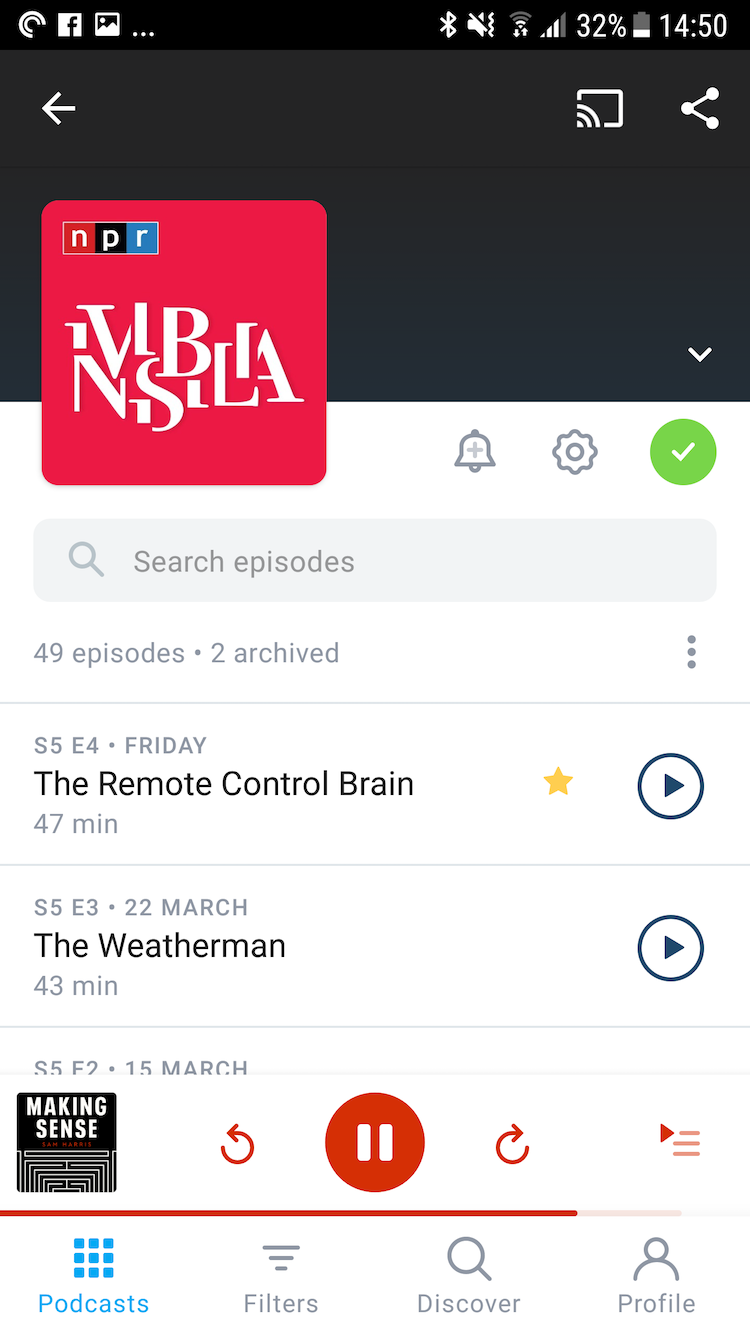 ... 32% 14:50
npr
INVISIBILIA
Search episodes
49 episodes • 2 archived
S5 E4 • FRIDAY
The Remote Control Brain
47 min
S5 E3 • 22 MARCH
The Weatherman
43 min
S5 E2 • 15 MARCH
MAKING
SENSE
SAM HARRIS
Podcasts Filters Discover Profile